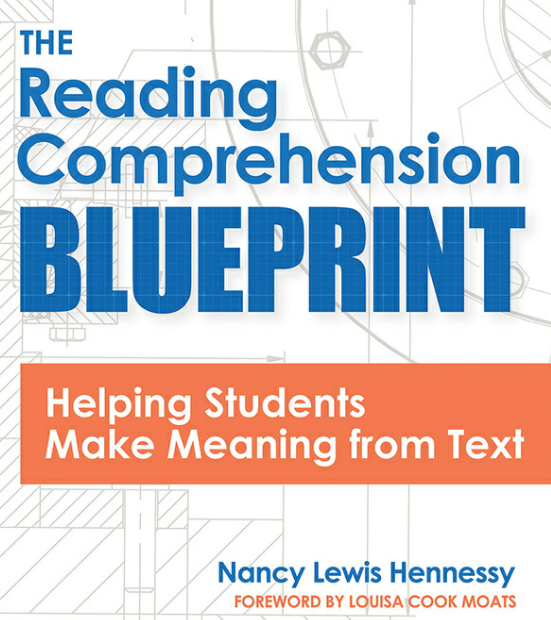 THE
Reading
Comprehension
BLUEPRINT
Helping Students
Make Meaning from Text
Nancy Lewis Hennessy
FOREWORD BY LOUISA COOK MOATS